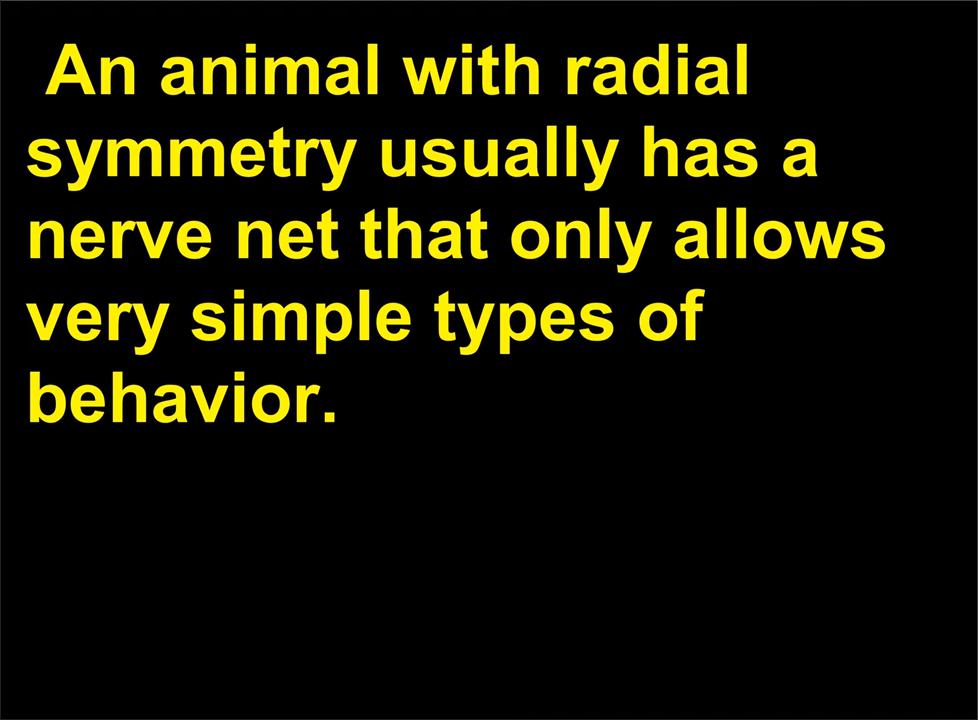 An animal with radial
symmetry usually has a
nerve net that only allows
very simple types of
behavior.